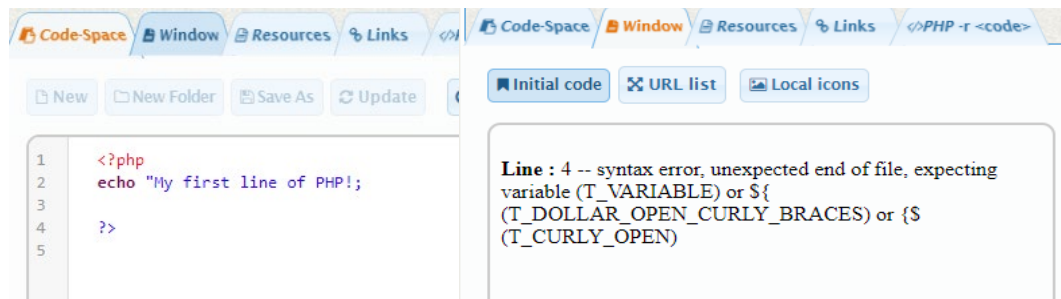 Code-Space Window Resources Links
New New Folder Save As Update
1 <?php
2 echo "My first line of PHP!;
3
4 ?>
5
Code-Space Window Resources Links </>PHP -r <code>
Initial code URL list Local icons
Line : 4 -- syntax error, unexpected end of file, expecting
variable (T_VARIABLE) or ${
(T_DOLLAR_OPEN_CURLY_BRACES) or {$
(T_CURLY_OPEN)